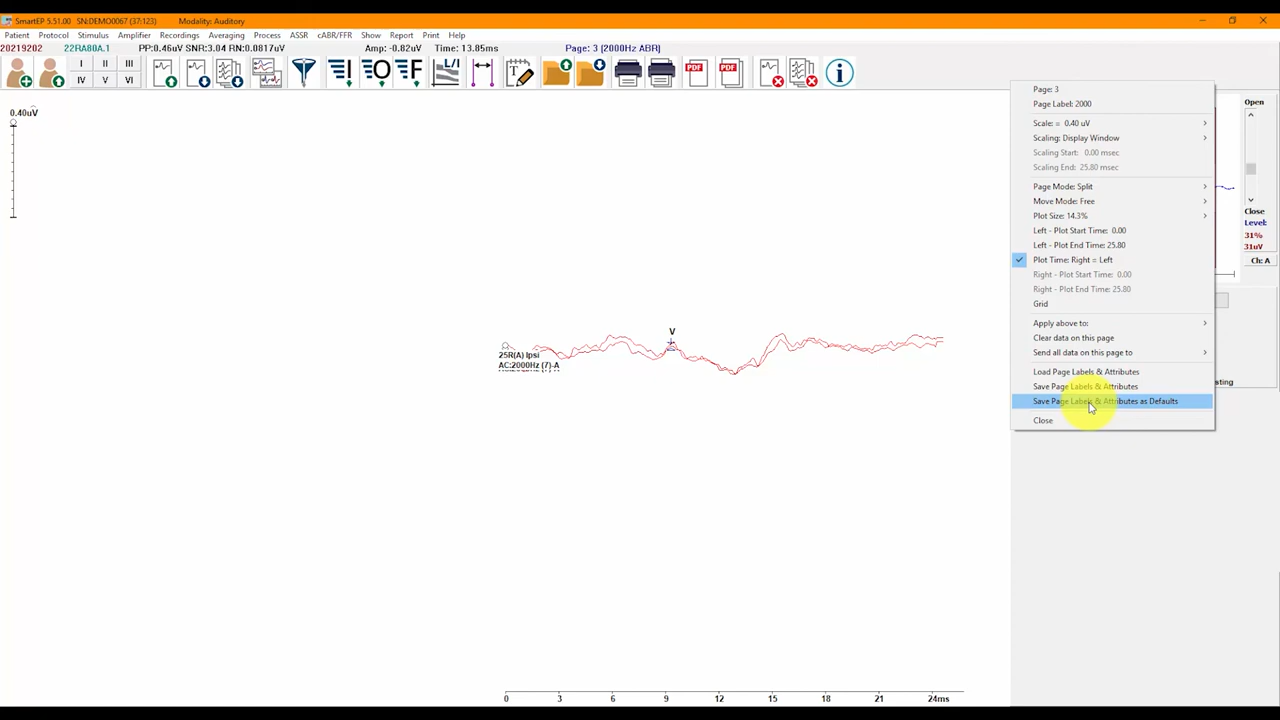 SmartEP 5.51.00 SN:DEMO0067 (37:123) Modality: Auditory
Patient Protocol Stimulus Amplifier Recordings Averaging Process ASSR cABR/FFR Show Report Print Help
20219202 22RA80A.1 PP:0.46uV SNR:3.04 RN:0.0817uV Amp: -0.82uV Time: 13.85ms Page: 3 (2000Hz ABR)
I II III
L/I
O F
PDF PDF
IV V VI
Page: 3
Page Label: 2000
Open
0.40uV
Scale: = 0.40 uV
Scaling: Display Window
Scaling Start: 0.00 msec
Scaling End: 25.80 msec
Page Mode: Split
Move Mode: Free
Close
Plot Size: 14.3%
Level:
Left - Plot Start Time: 0.00
31%
Left - Plot End Time: 25.80
31uV
Plot Time: Right = Left
Ch: A
Right - Plot Start Time: 0.00
Right - Plot End Time: 25.80
Grid
Apply above to:
V
Clear data on this page
Send all data on this page to
25R(A) Ipsi
AC:2000Hz (7)-A
Load Page Labels & Attributes
sting
Save Page Labels & Attributes
Save Page Labels & Attributes as Defaults
Close
0 3 6 9 12 15 18 21 24ms